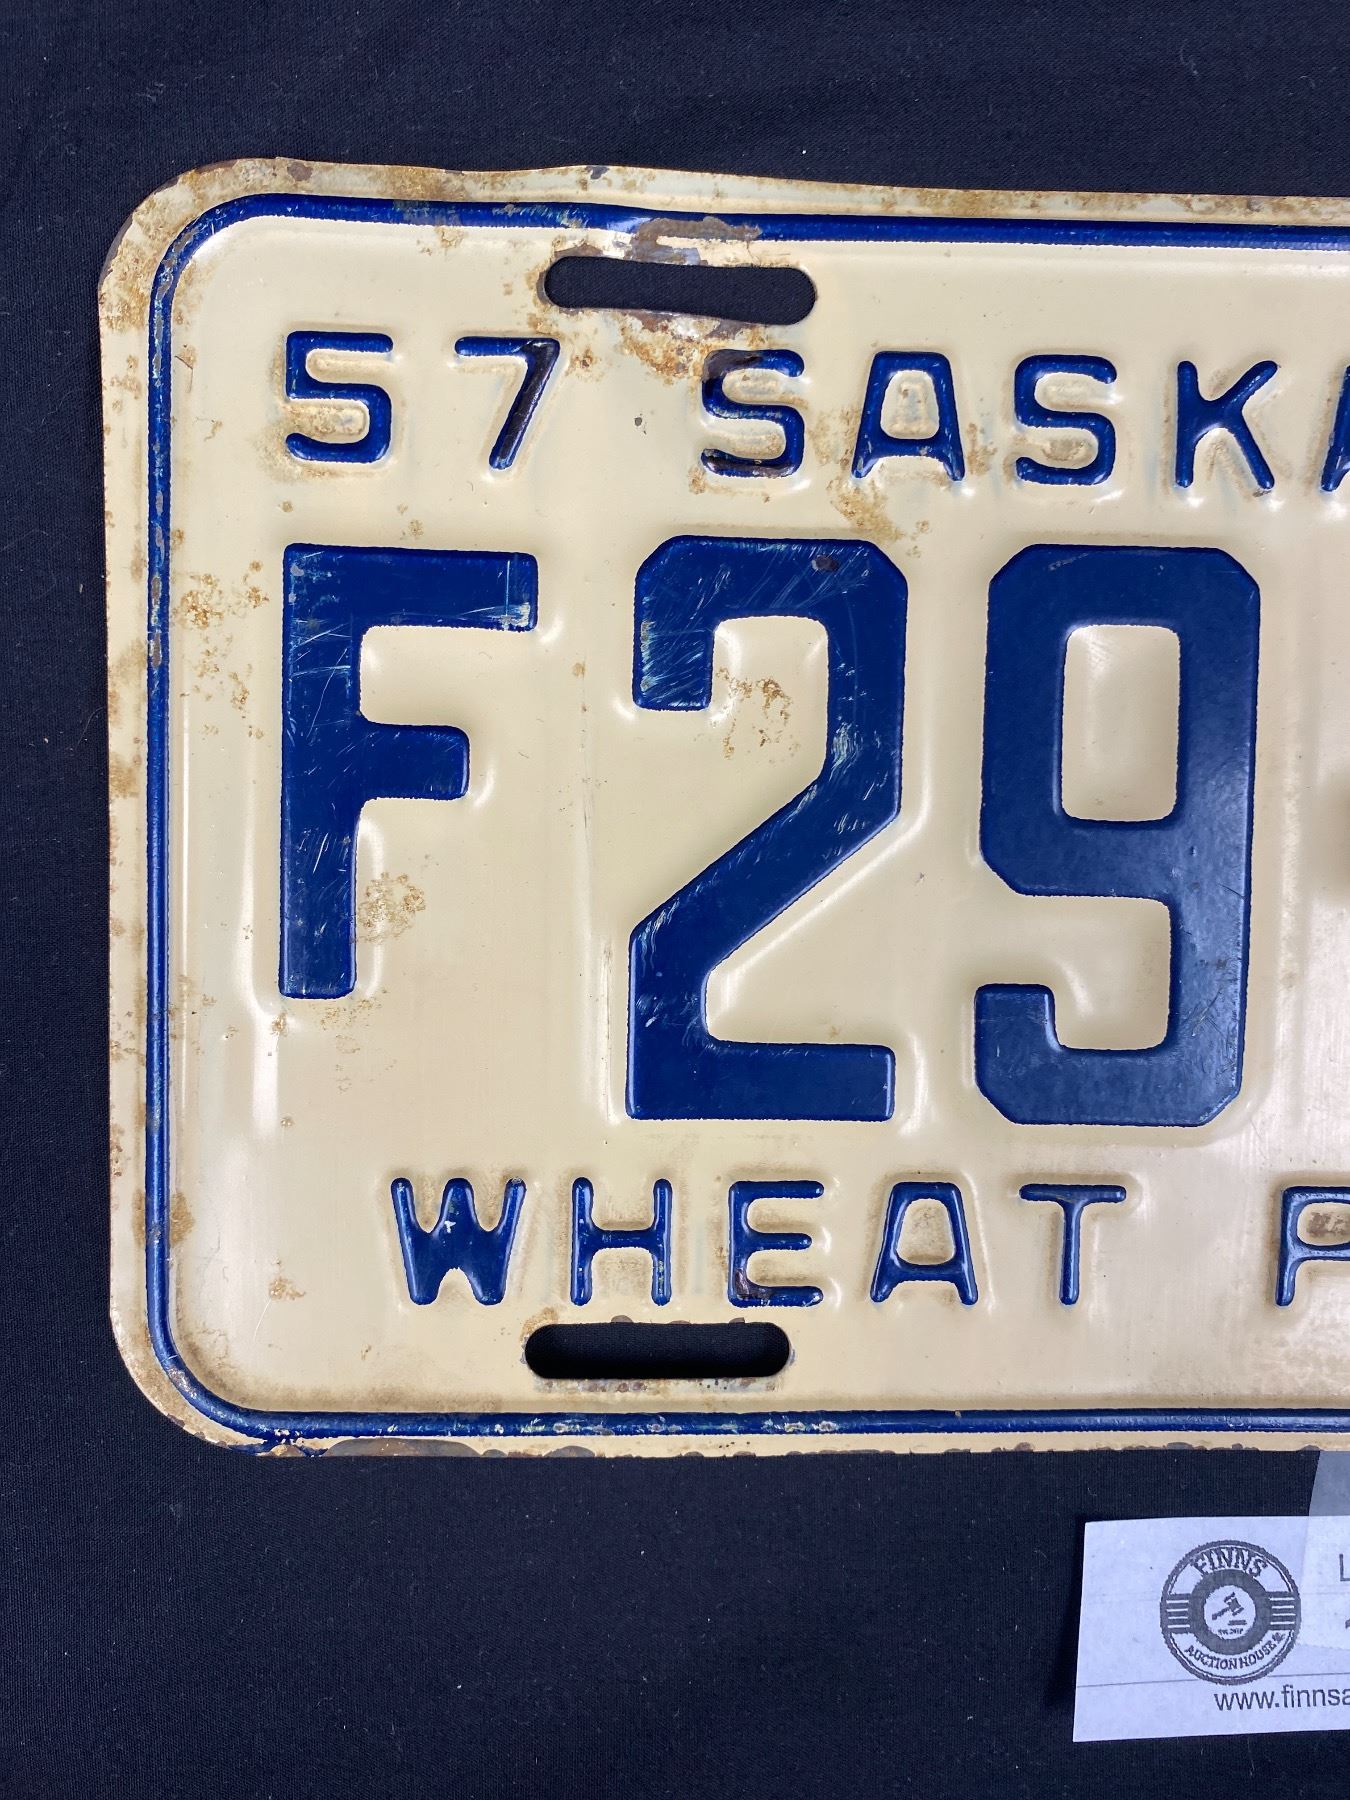 57 SASKA
F29
WHEAT P
FINNS
AUCTION HOUSE
www.finnsa